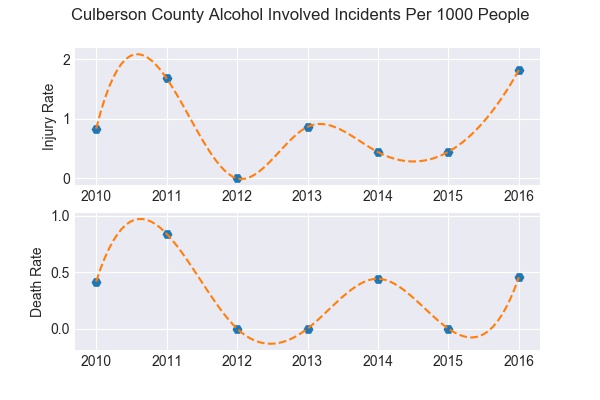 Culberson County Alcohol Involved Incidents Per 1000 People
Injury Rate
2
1
0
2010 2011 2012 2013 2014 2015 2016
Death Rate
1.0
0.5
0.0
2010 2011 2012 2013 2014 2015 2016